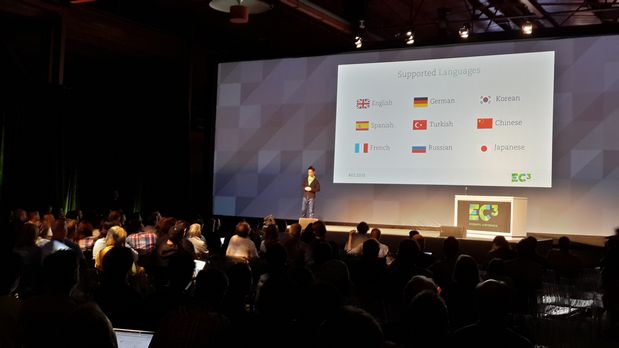 Supported Languages
English
German
Korean
Spanish
Turkish
Chinese
French
Russian
Japanese
EC3
EC3